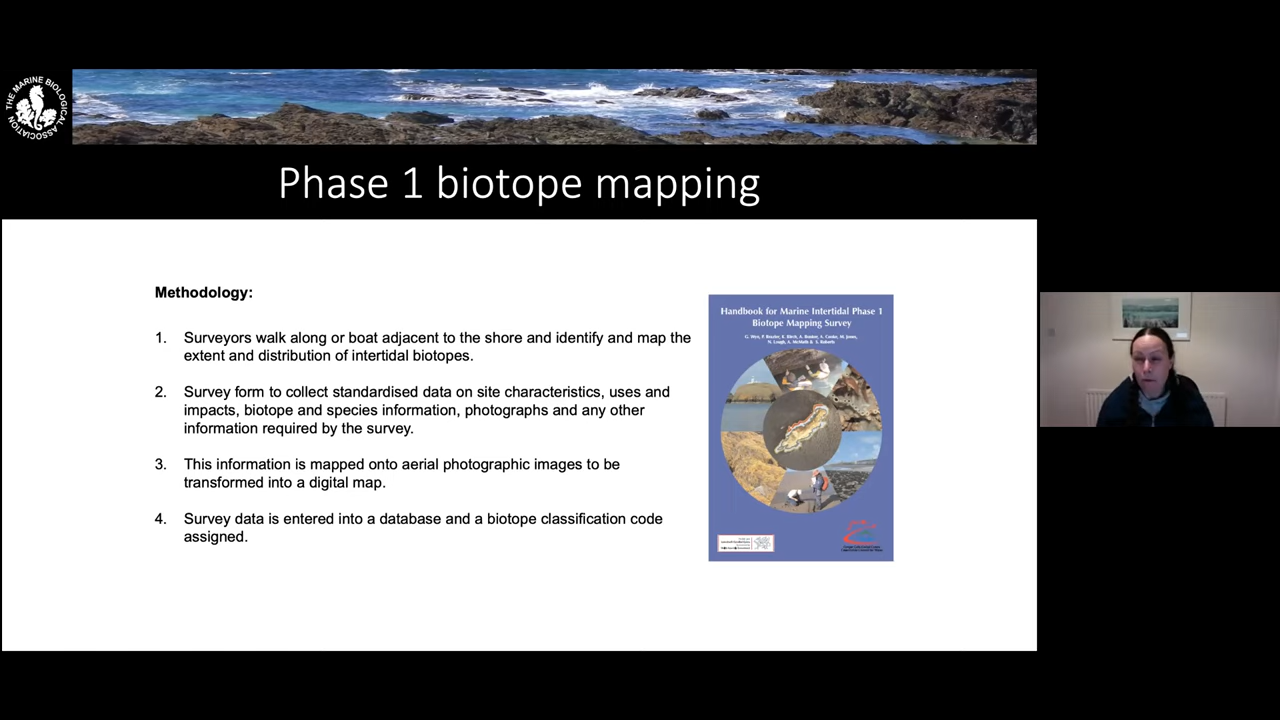 THE MARINE BIOLOGICAL ASSOCIATION
Phase 1 biotope mapping
Methodology:
1. Surveyors walk along or boat adjacent to the shore and identify and map the
extent and distribution of intertidal biotopes.
2. Survey form to collect standardised data on site characteristics, uses and
impacts, biotope and species information, photographs and any other
information required by the survey.
3. This information is mapped onto aerial photographic images to be
transformed into a digital map.
4. Survey data is entered into a database and a biotope classification code
assigned.
Handbook for Marine Intertidal Phase 1
Biotope Mapping Survey